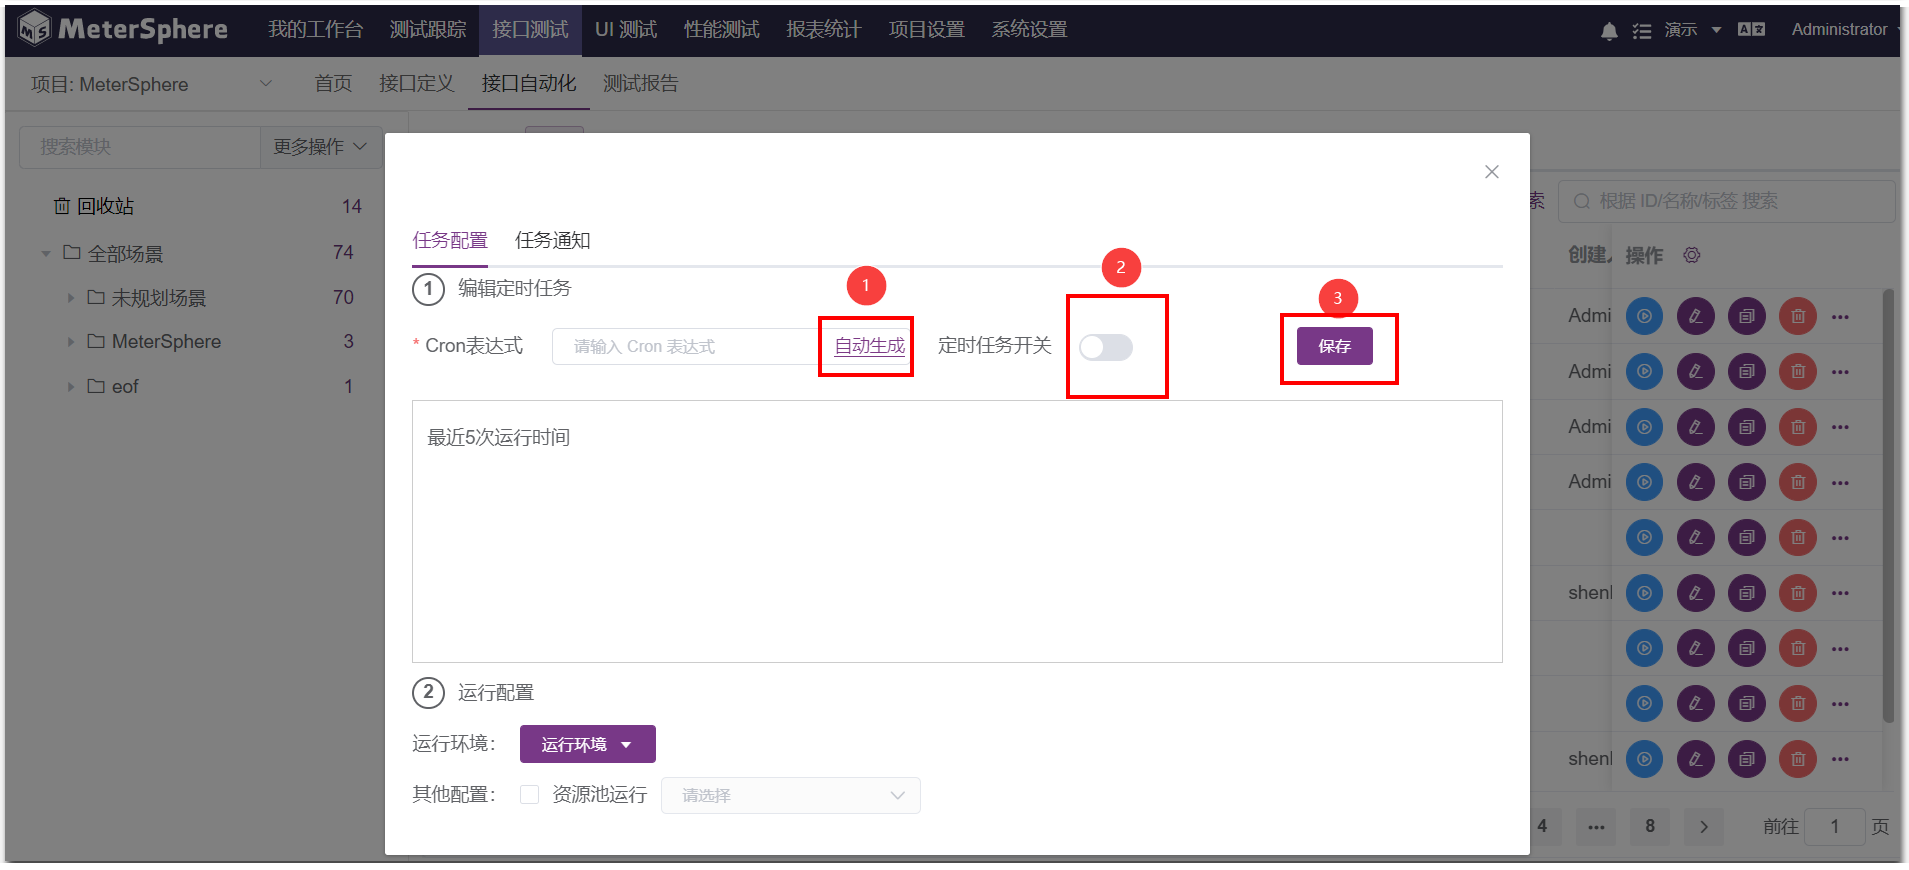 MeterSphere 我的工作台 测试跟踪 接口测试 UI 测试 性能测试 报表统计 项目设置 系统设置 演示 Administrator
项目: MeterSphere 首页 接口定义 接口自动化 测试报告
搜索模块 更多操作
索 根据 ID/名称/标签 搜索
回收站 14
全部场景 74
未规划场景 70
MeterSphere 3
eof 1
任务配置 任务通知
创建人 操作
1 编辑定时任务
1
2
3
* Cron表达式 请输入 Cron 表达式 自动生成 定时任务开关 保存
最近5次运行时间
2 运行配置
运行环境： 运行环境
其他配置： 资源池运行 请选择
Admi
Admi
Admi
Admi
shenl
shenl
4 ••• 8 前往 1 页